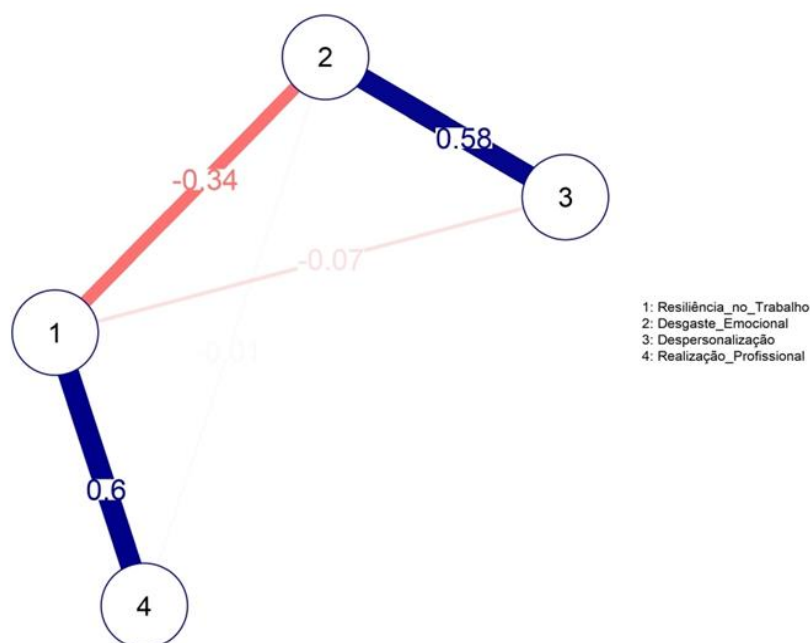 2
0.58
-0.34
3
-0.07
1
-0.01
0.6
4
1: Resiliência_no_Trabalho
2: Desgaste_Emocional
3: Despersonalização
4: Realização_Profissional